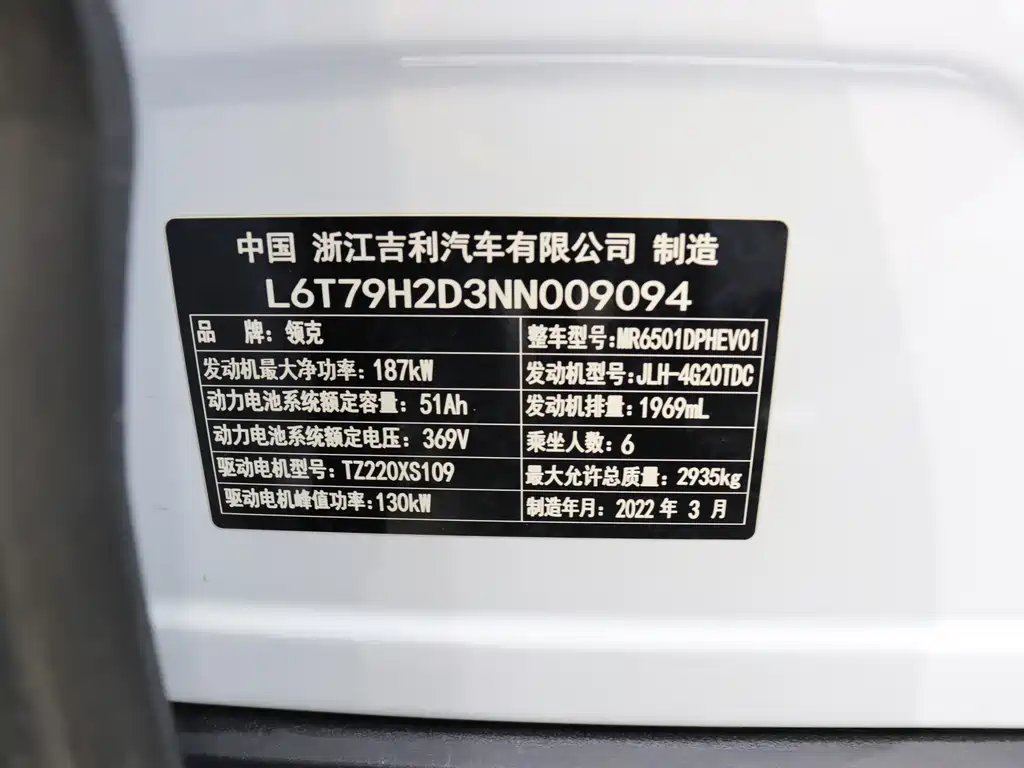 中国 浙江吉利汽车有限公司 制造
L6T79H2D3NN009094
品 牌: 领克 整车型号:MR6501DPHEV01
发动机最大净功率: 187kW 发动机型号:JLH-4G20TDC
动力电池系统额定容量: 51Ah 发动机排量: 1969mL
动力电池系统额定电压: 369V 乘坐人数: 6
驱动电机型号: TZ220XS109 最大允许总质量: 2935kg
驱动电机峰值功率:130kW 制造年月: 2022 年 3 月